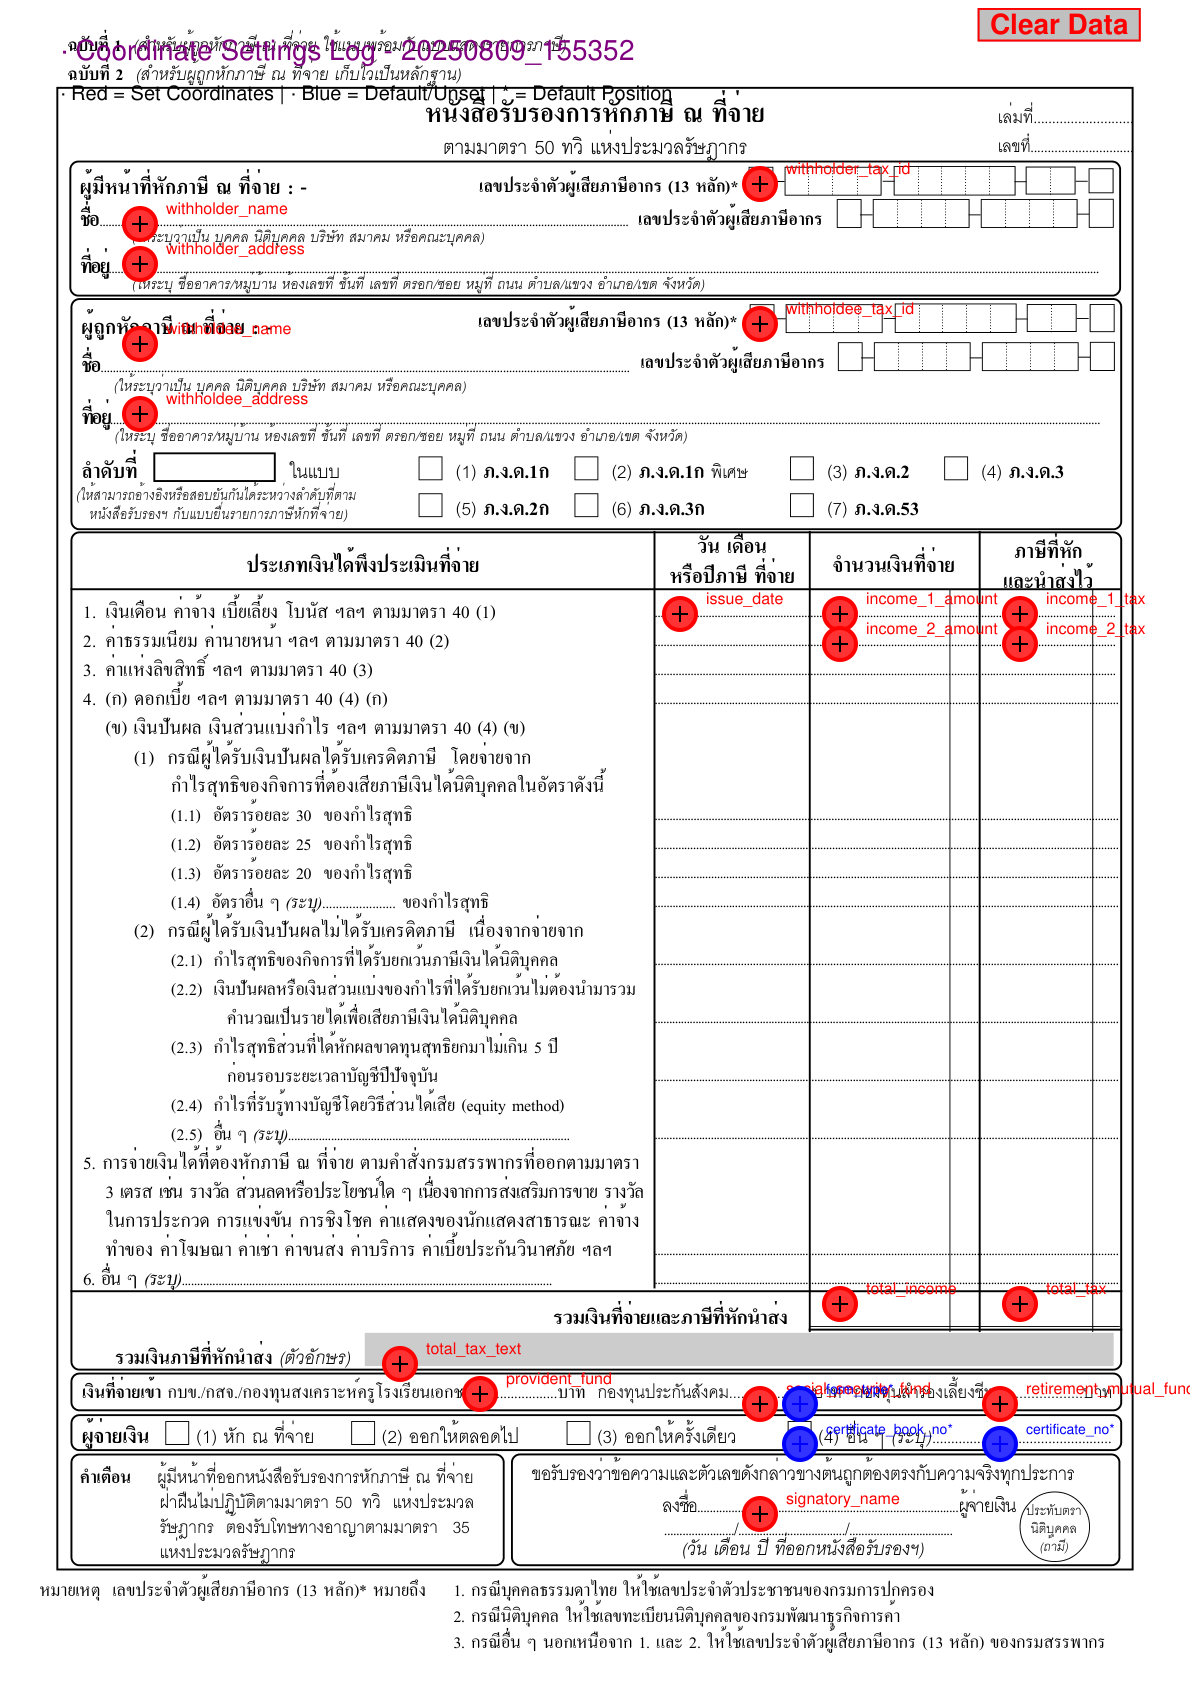 Clear Data
ฉบับที่ 1 (สำหรับผู้ถูกหักภาษี ณ ที่จ่าย ใช้แนบพร้อมกับแบบแสดงรายการภาษี)
· Coordinate Settings Log - 20250809_155352
ฉบับที่ 2 (สำหรับผู้ถูกหักภาษี ณ ที่จ่าย เก็บไว้เป็นหลักฐาน)
· Red = Set Coordinates | · Blue = Default/Unset | * = Default Position
หนังสือรับรองการหักภาษี ณ ที่จ่าย
เล่มที่
ตามมาตรา 50 ทวิ แห่งประมวลรัษฎากร
เลขที่
ผู้มีหน้าที่หักภาษี ณ ที่จ่าย : -
เลขประจำตัวผู้เสียภาษีอากร (13 หลัก)*
withholder_tax_id
ชื่อ
withholder_name
เลขประจำตัวผู้เสียภาษีอากร
(ให้ระบุว่าเป็น บุคคล นิติบุคคล บริษัท สมาคม หรือคณะบุคคล)
ที่อยู่
withholder_address
(ให้ระบุ ชื่ออาคาร/หมู่บ้าน ห้องเลขที่ ชั้นที่ เลขที่ ตรอก/ซอย หมู่ที่ ถนน ตำบล/แขวง อำเภอ/เขต จังหวัด)
ผู้ถูกหักภาษี ณ ที่จ่าย : -
withholdee_name
เลขประจำตัวผู้เสียภาษีอากร (13 หลัก)*
withholdee_tax_id
ชื่อ
เลขประจำตัวผู้เสียภาษีอากร
(ให้ระบุว่าเป็น บุคคล นิติบุคคล บริษัท สมาคม หรือคณะบุคคล)
ที่อยู่
withholdee_address
(ให้ระบุ ชื่ออาคาร/หมู่บ้าน ห้องเลขที่ ชั้นที่ เลขที่ ตรอก/ซอย หมู่ที่ ถนน ตำบล/แขวง อำเภอ/เขต จังหวัด)
ลำดับที่ ในแบบ (1) ภ.ง.ด.1ก (2) ภ.ง.ด.1ก พิเศษ (3) ภ.ง.ด.2 (4) ภ.ง.ด.3
(ให้สามารถอ้างอิงหรือสอบยันกันได้ระหว่างลำดับที่ตาม
หนังสือรับรองฯ กับแบบยื่นรายการภาษีหักที่จ่าย)
(5) ภ.ง.ด.2ก (6) ภ.ง.ด.3ก (7) ภ.ง.ด.53
ประเภทเงินได้พึงประเมินที่จ่าย
วัน เดือน
หรือปีภาษี ที่จ่าย
จำนวนเงินที่จ่าย
ภาษีที่หัก
และนำส่งไว้
1. เงินเดือน ค่าจ้าง เบี้ยเลี้ยง โบนัส ฯลฯ ตามมาตรา 40 (1)
issue_date income_1_amount income_1_tax
2. ค่าธรรมเนียม ค่านายหน้า ฯลฯ ตามมาตรา 40 (2)
income_2_amount income_2_tax
3. ค่าแห่งลิขสิทธิ์ ฯลฯ ตามมาตรา 40 (3)
4. (ก) ดอกเบี้ย ฯลฯ ตามมาตรา 40 (4) (ก)
(ข) เงินปันผล เงินส่วนแบ่งกำไร ฯลฯ ตามมาตรา 40 (4) (ข)
(1) กรณีผู้ได้รับเงินปันผลได้รับเครดิตภาษี โดยจ่ายจาก
กำไรสุทธิของกิจการที่ต้องเสียภาษีเงินได้นิติบุคคลในอัตราดังนี้
(1.1) อัตราร้อยละ 30 ของกำไรสุทธิ
(1.2) อัตราร้อยละ 25 ของกำไรสุทธิ
(1.3) อัตราร้อยละ 20 ของกำไรสุทธิ
(1.4) อัตราอื่น ๆ (ระบุ)...................... ของกำไรสุทธิ
(2) กรณีผู้ได้รับเงินปันผลไม่ได้รับเครดิตภาษี เนื่องจากจ่ายจาก
(2.1) กำไรสุทธิของกิจการที่ได้รับยกเว้นภาษีเงินได้นิติบุคคล
(2.2) เงินปันผลหรือเงินส่วนแบ่งของกำไรที่ได้รับยกเว้นไม่ต้องนำมารวม
คำนวณเป็นรายได้เพื่อเสียภาษีเงินได้นิติบุคคล
(2.3) กำไรสุทธิส่วนที่ได้หักผลขาดทุนสุทธิยกมาไม่เกิน 5 ปี
ก่อนรอบระยะเวลาบัญชีปีปัจจุบัน
(2.4) กำไรที่รับรู้ทางบัญชีโดยวิธีส่วนได้เสีย (equity method)
(2.5) อื่น ๆ (ระบุ)
5. การจ่ายเงินได้ที่ต้องหักภาษี ณ ที่จ่าย ตามคำสั่งกรมสรรพากรที่ออกตามมาตรา
3 เตรส เช่น รางวัล ส่วนลดหรือประโยชน์ใด ๆ เนื่องจากการส่งเสริมการขาย รางวัล
ในการประกวด การแข่งขัน การชิงโชค ค่าแสดงของนักแสดงสาธารณะ ค่าจ้าง
ทำของ ค่าโฆษณา ค่าเช่า ค่าขนส่ง ค่าบริการ ค่าเบี้ยประกันวินาศภัย ฯลฯ
6. อื่น ๆ (ระบุ)
total_income total_tax
รวมเงินที่จ่ายและภาษีที่หักนำส่ง
รวมเงินภาษีที่หักนำส่ง (ตัวอักษร)
total_tax_text
เงินที่จ่ายเข้า กบข./กสจ./กองทุนสงเคราะห์ครูโรงเรียนเอกช บาท กองทุนประกันสังคม บาท
provident_fund social_security_fund retirement_mutual_fund
ผู้จ่ายเงิน (1) หัก ณ ที่จ่าย (2) ออกให้ตลอดไป (3) ออกให้ครั้งเดียว (4) อื่น ๆ (ระบุ)
certificate_book_no* certificate_no*
คำเตือน ผู้มีหน้าที่ออกหนังสือรับรองการหักภาษี ณ ที่จ่าย
ฝ่าฝืนไม่ปฏิบัติตามมาตรา 50 ทวิ แห่งประมวล
รัษฎากร ต้องรับโทษทางอาญาตามมาตรา 35
แห่งประมวลรัษฎากร
ขอรับรองว่าข้อความและตัวเลขดังกล่าวข้างต้นถูกต้องตรงกับความจริงทุกประการ
ลงชื่อ ผู้จ่ายเงิน
signatory_name
(วัน เดือน ปี ที่ออกหนังสือรับรองฯ)
ประทับตรา
นิติบุคคล
(ถ้ามี)
หมายเหตุ เลขประจำตัวผู้เสียภาษีอากร (13 หลัก)* หมายถึง 1. กรณีบุคคลธรรมดาไทย ให้ใช้เลขประจำตัวประชาชนของกรมการปกครอง
2. กรณีนิติบุคคล ให้ใช้เลขทะเบียนนิติบุคคลของกรมพัฒนาธุรกิจการค้า
3. กรณีอื่น ๆ นอกเหนือจาก 1. และ 2. ให้ใช้เลขประจำตัวผู้เสียภาษีอากร (13 หลัก) ของกรมสรรพากร